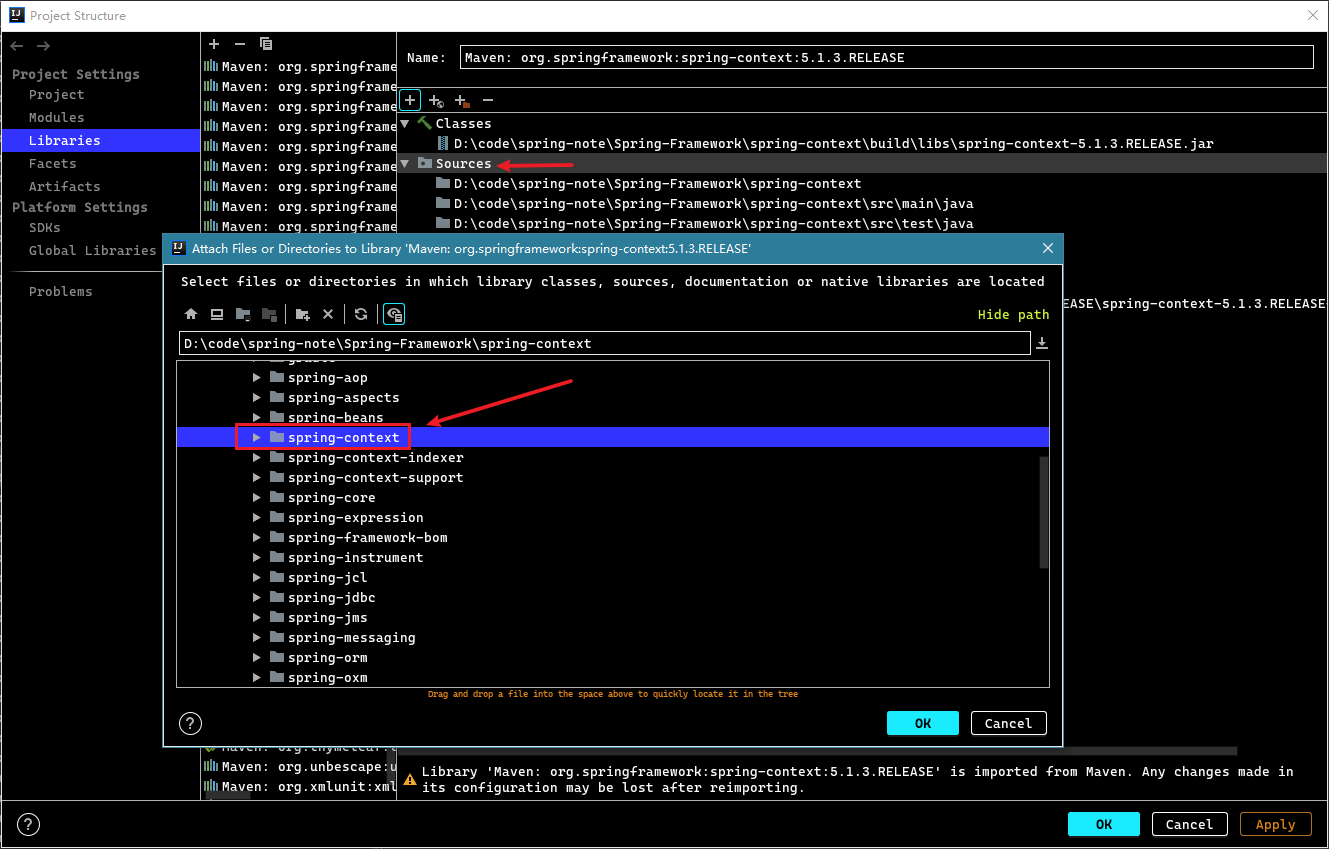 Project Structure
Project Settings
Project
Modules
Libraries
Facets
Artifacts
Platform Settings
SDKs
Global Libraries
Problems
Maven: org.springframe
Maven: org.springframe
Maven: org.springframe
Maven: org.springframe
Maven: org.springframe
Maven: org.springframe
Maven: org.springframe
Maven: org.springframe
Maven: org.springframe
Name: Maven: org.springframework:spring-context:5.1.3.RELEASE
Classes
D:\code\spring-note\Spring-Framework\spring-context\build\libs\spring-context-5.1.3.RELEASE.jar
Sources
D:\code\spring-note\Spring-Framework\spring-context
D:\code\spring-note\Spring-Framework\spring-context\src\main\java
D:\code\spring-note\Spring-Framework\spring-context\src\test\java
EASE\spring-context-5.1.3.RELEASE
Attach Files or Directories to Library 'Maven: org.springframework:spring-context:5.1.3.RELEASE'
Select files or directories in which library classes, sources, documentation or native libraries are located
Hide path
D:\code\spring-note\Spring-Framework\spring-context
spring-aop
spring-aspects
spring-beans
spring-context
spring-context-indexer
spring-context-support
spring-core
spring-expression
spring-framework-bom
spring-instrument
spring-jcl
spring-jdbc
spring-jms
spring-messaging
spring-orm
spring-oxm
Drag and drop a file into the space above to quickly locate it in the tree
?
OK
Cancel
Maven: org.unbescape:u
Maven: org.xmlunit:xml
Library 'Maven: org.springframework:spring-context:5.1.3.RELEASE' is imported from Maven. Any changes made in
its configuration may be lost after reimporting.
?
OK
Cancel
Apply